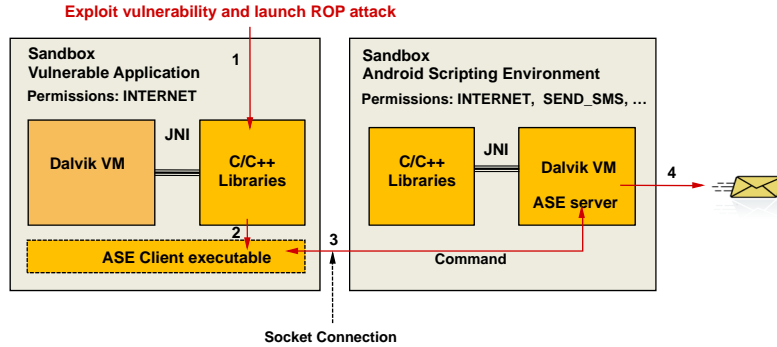 Exploit vulnerability and launch ROP attack
Sandbox
Vulnerable Application
Permissions: INTERNET
1
Dalvik VM
JNI
C/C++
Libraries
2
ASE Client executable
Sandbox
Android Scripting Environment
Permissions: INTERNET, SEND_SMS, …
C/C++
Libraries
JNI
Dalvik VM
ASE server
3
Command
4
Socket Connection